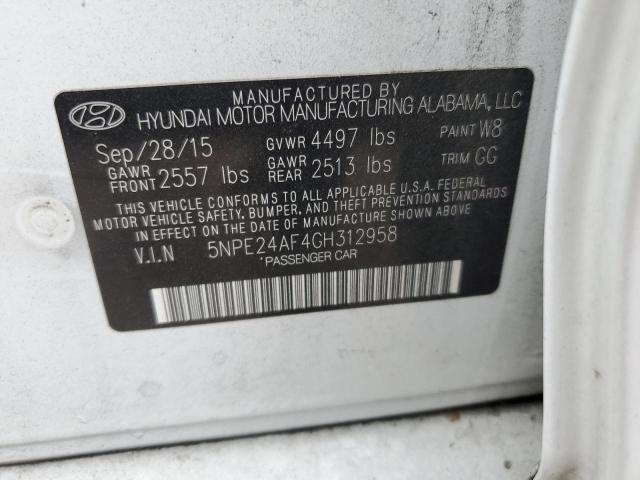 MANUFACTURED BY
HYUNDAI MOTOR MANUFACTURING ALABAMA, LLC
Sep/28/15 GVWR 4497 lbs PAINT W8
GAWR FRONT 2557 lbs GAWR REAR 2513 lbs TRIM GG
THIS VEHICLE CONFORMS TO ALL APPLICABLE U.S.A. FEDERAL
MOTOR VEHICLE SAFETY, BUMPER, AND THEFT PREVENTION STANDARDS
IN EFFECT ON THE DATE OF MANUFACTURE SHOWN ABOVE.
V.I.N 5NPE24AF4GH312958
*PASSENGER CAR